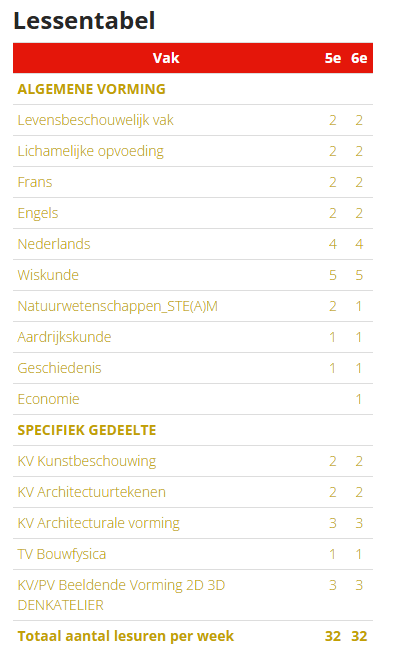 Lessentabel
Vak 5e 6e
ALGEMENE VORMING
Levensbeschouwelijk vak 2 2
Lichamelijke opvoeding 2 2
Frans 2 2
Engels 2 2
Nederlands 4 4
Wiskunde 5 5
Natuurwetenschappen_STE(A)M 2 1
Aardrijkskunde 1 1
Geschiedenis 1 1
Economie 1
SPECIFIEK GEDEELTE
KV Kunstbeschouwing 2 2
KV Architectuurtekenen 2 2
KV Architecturale vorming 3 3
TV Bouwfysica 1 1
KV/PV Beeldende Vorming 2D 3D 3 3
DENKATELIER
Totaal aantal lesuren per week 32 32